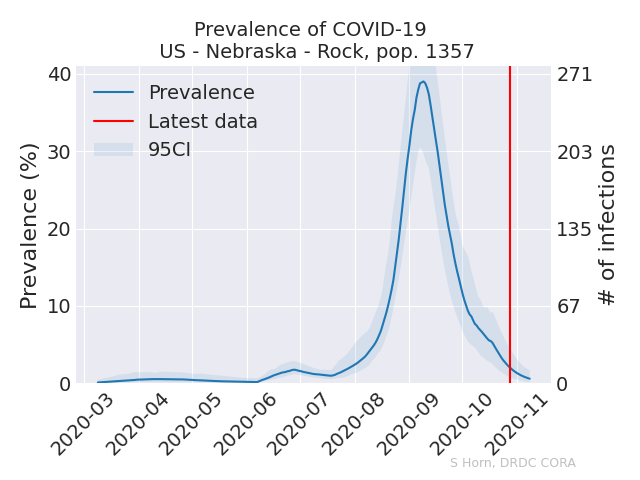 Prevalence of COVID-19
US - Nebraska - Rock, pop. 1357
Prevalence
Latest data
95CI
Prevalence (%)
40
30
20
10
0
271
203
135
67
0
# of infections
2020-03
2020-04
2020-05
2020-06
2020-07
2020-08
2020-09
2020-10
2020-11
S Horn, DRDC CORA